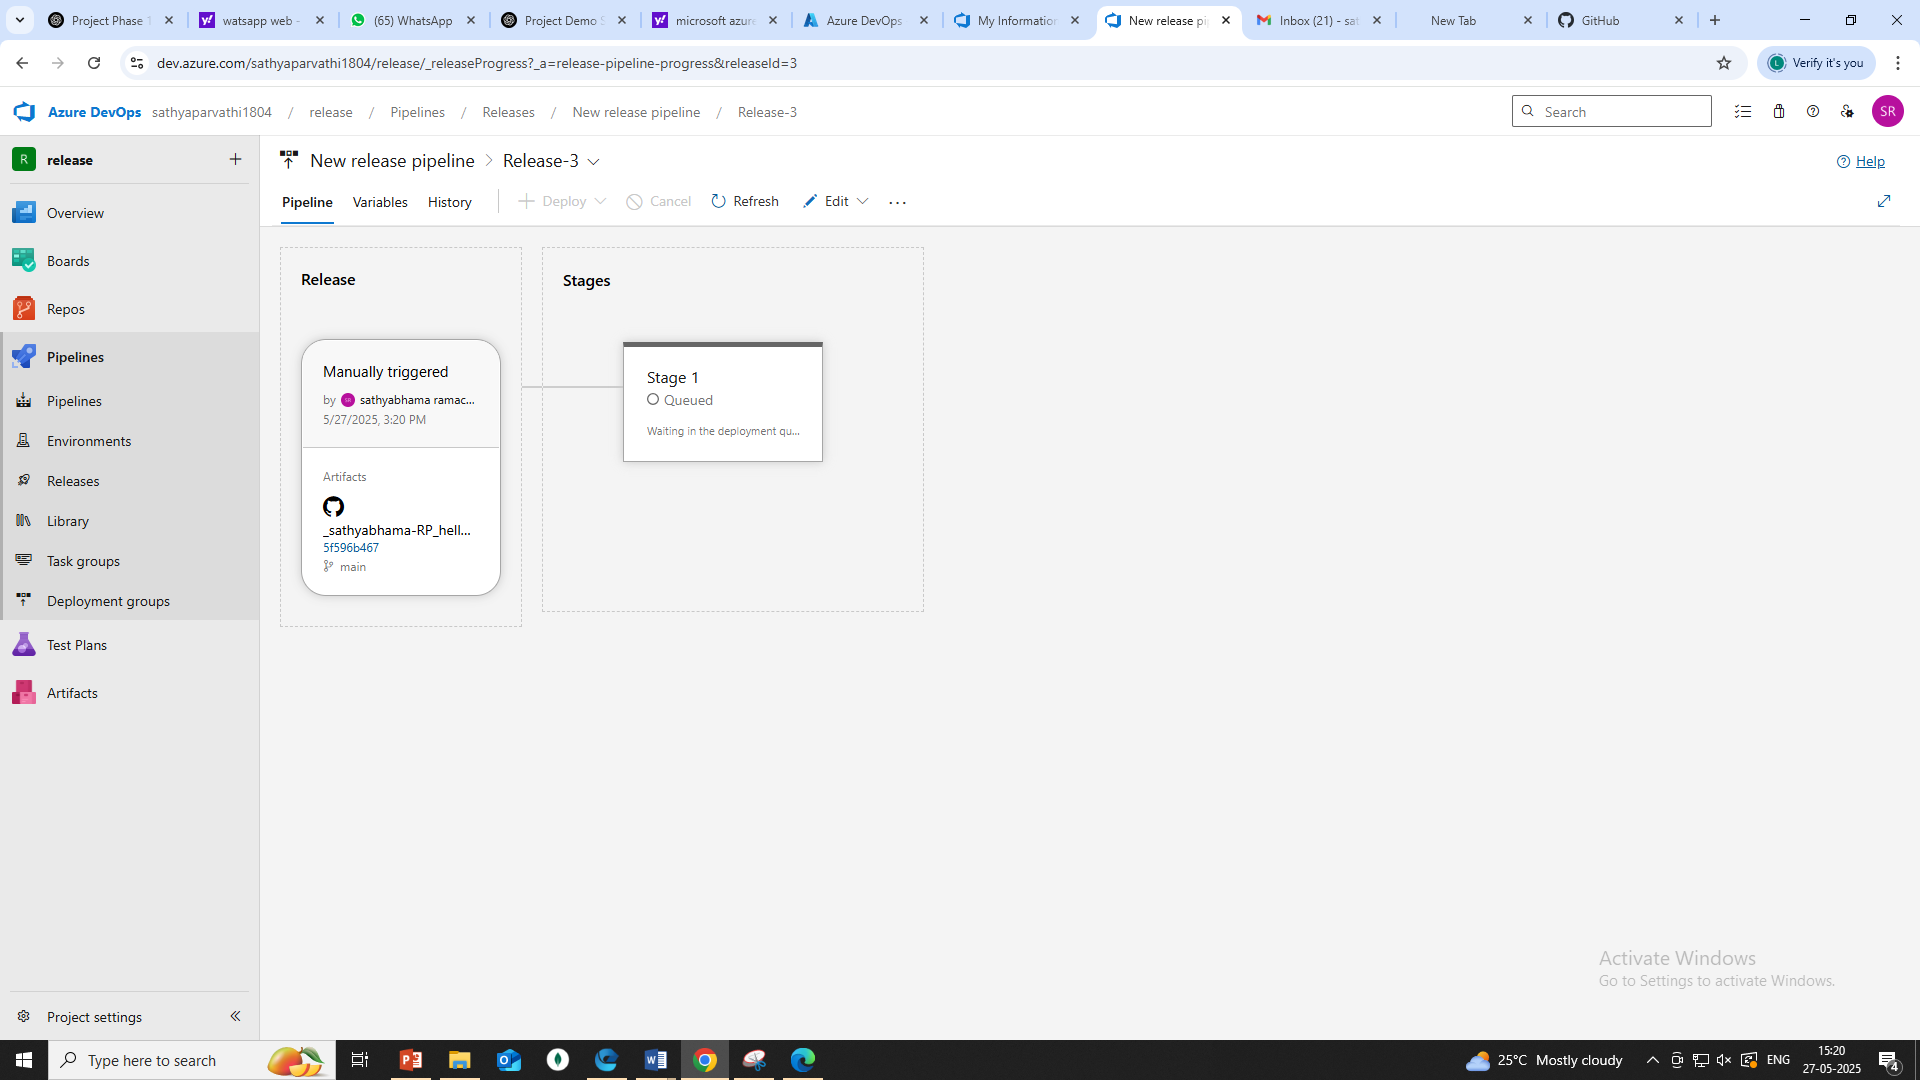 Project Phase 1
watsapp web -
(65) WhatsApp
Project Demo S
microsoft azure
Azure DevOps
My Information
New release pi
Inbox (21) - sat
New Tab
GitHub
dev.azure.com/sathyaparvathi1804/release/_releaseProgress?_a=release-pipeline-progress&releaseId=3
L
Verify it's you
Azure DevOps sathyaparvathi1804 / release / Pipelines / Releases / New release pipeline / Release-3
Search
SR
R release
Overview
Boards
Repos
Pipelines
Pipelines
Environments
Releases
Library
Task groups
Deployment groups
Test Plans
Artifacts
Project settings
New release pipeline > Release-3
Help
Pipeline Variables History
Deploy Cancel Refresh Edit
Release
Manually triggered
by SR sathyabhama ramac...
5/27/2025, 3:20 PM
Artifacts
_sathyabhama-RP_hell...
5f596b467
main
Stages
Stage 1
Queued
Waiting in the deployment qu...
Activate Windows
Go to Settings to activate Windows.
Type here to search
25°C Mostly cloudy
ENG
15:20
27-05-2025
4